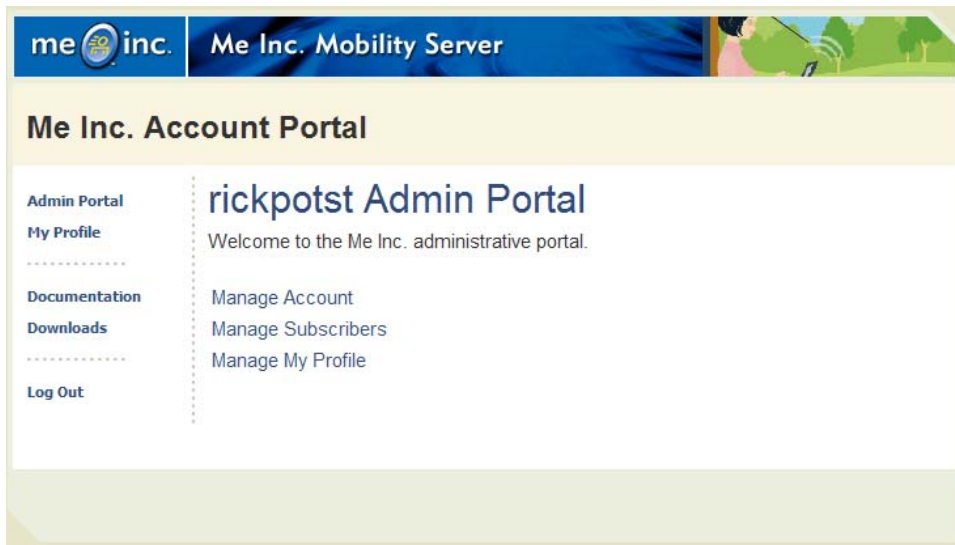 me inc.
Me Inc. Mobility Server
Me Inc. Account Portal
Admin Portal
My Profile
Documentation
Downloads
Log Out
rickpotst Admin Portal
Welcome to the Me Inc. administrative portal.
Manage Account
Manage Subscribers
Manage My Profile